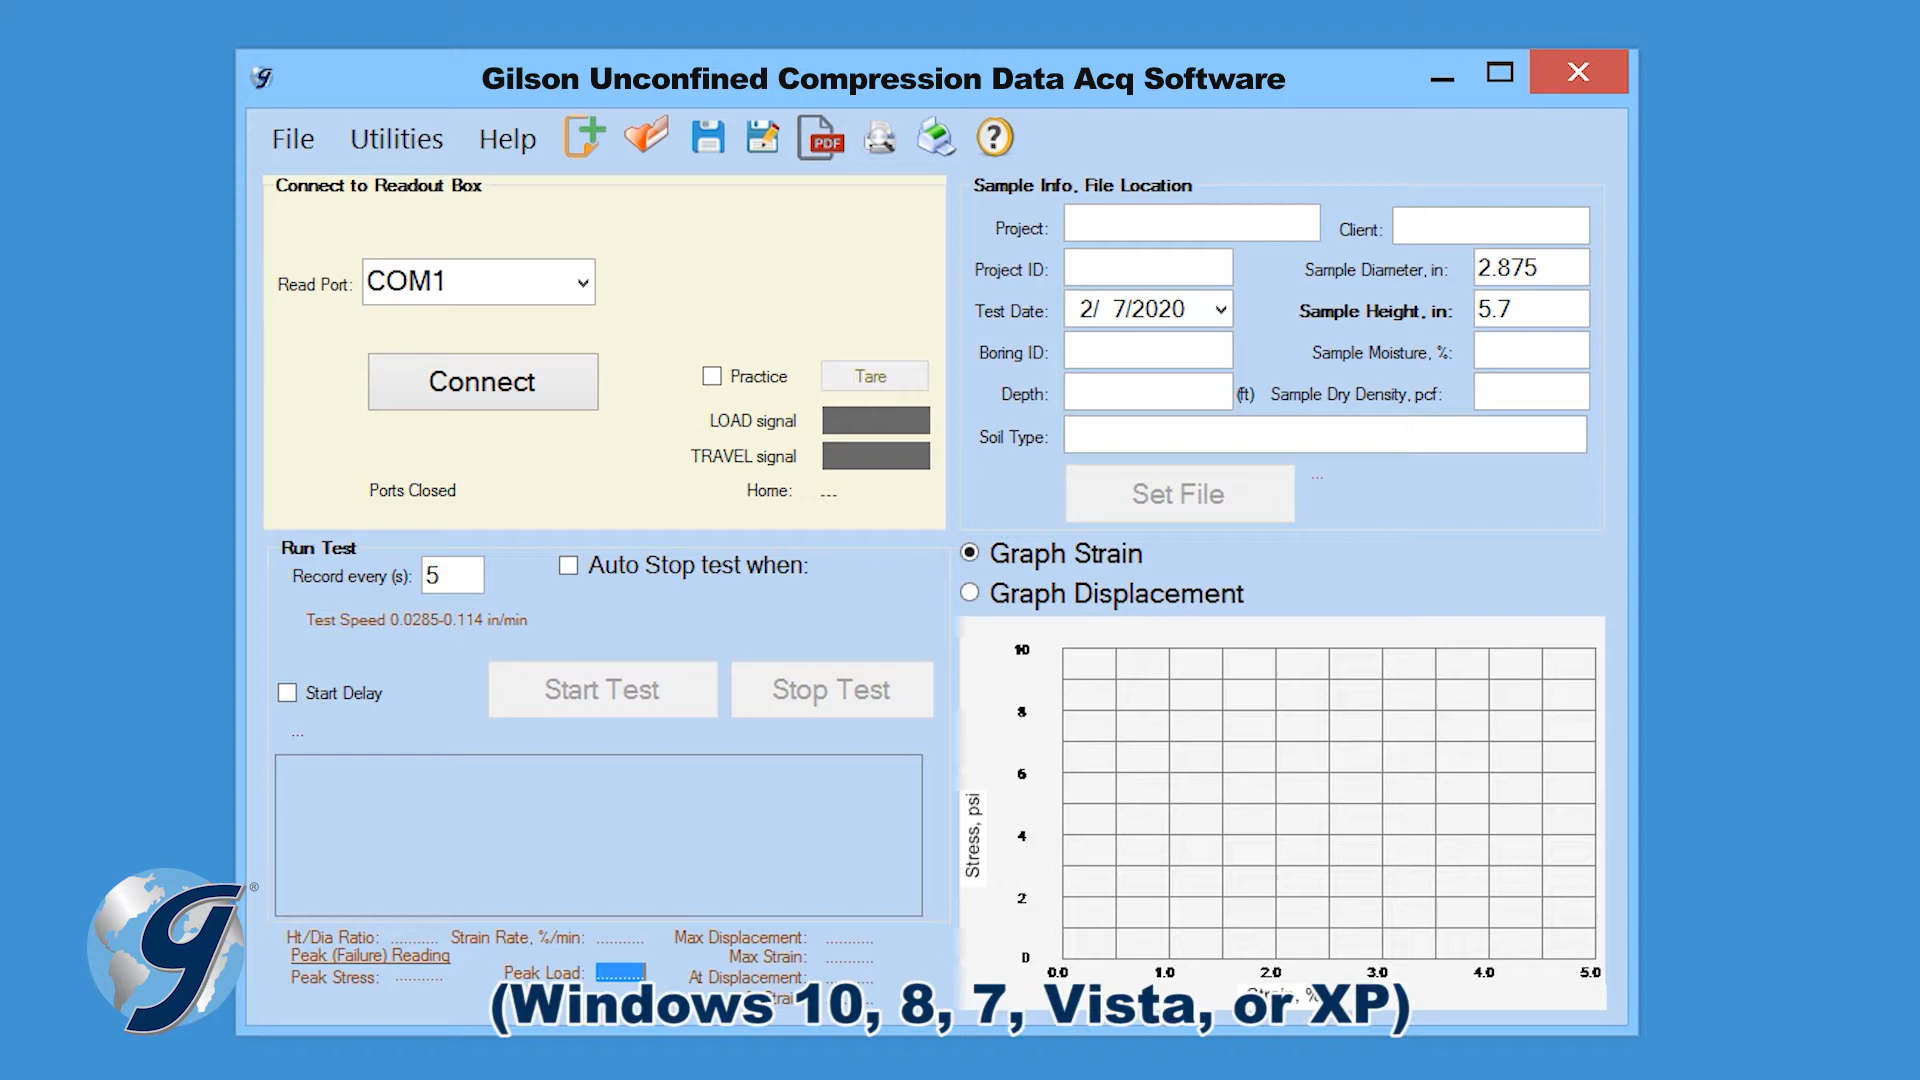 Gilson Unconfined Compression Data Acq Software
File Utilities Help PDF ?
Connect to Readout Box
Read Port: COM1
Connect
Practice Tare
LOAD signal
TRAVEL signal
Ports Closed Home: ---
Sample Info, File Location
Project: Client:
Project ID: Sample Diameter, in: 2.875
Test Date: 2/ 7/2020 Sample Height, in: 5.7
Boring ID: Sample Moisture, %:
Depth: (ft) Sample Dry Density, pcf:
Soil Type:
Set File ...
Run Test
Record every (s): 5 Auto Stop test when:
Test Speed 0.0285-0.114 in/min
Start Delay Start Test Stop Test
...
Ht/Dia Ratio: ........... Strain Rate, %/min: ........... Max Displacement: ...........
Peak (Failure) Reading Max Strain: ...........
Peak Stress: ........... Peak Load: ........... At Displacement: ...........
Graph Strain
Graph Displacement
10
8
6
4
2
0
Stress, psi
0.0 1.0 2.0 3.0 4.0 5.0
g ®
(Windows 10, 8, 7, Vista, or XP)